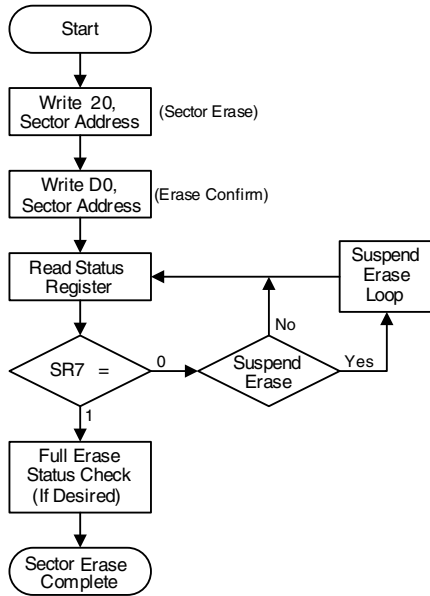 Start
Write 20,
Sector Address
(Sector Erase)
Write D0,
Sector Address
(Erase Confirm)
Read Status
Register
Suspend
Erase
Loop
No
SR7 =
0
Suspend
Erase
Yes
1
Full Erase
Status Check
(If Desired)
Sector Erase
Complete